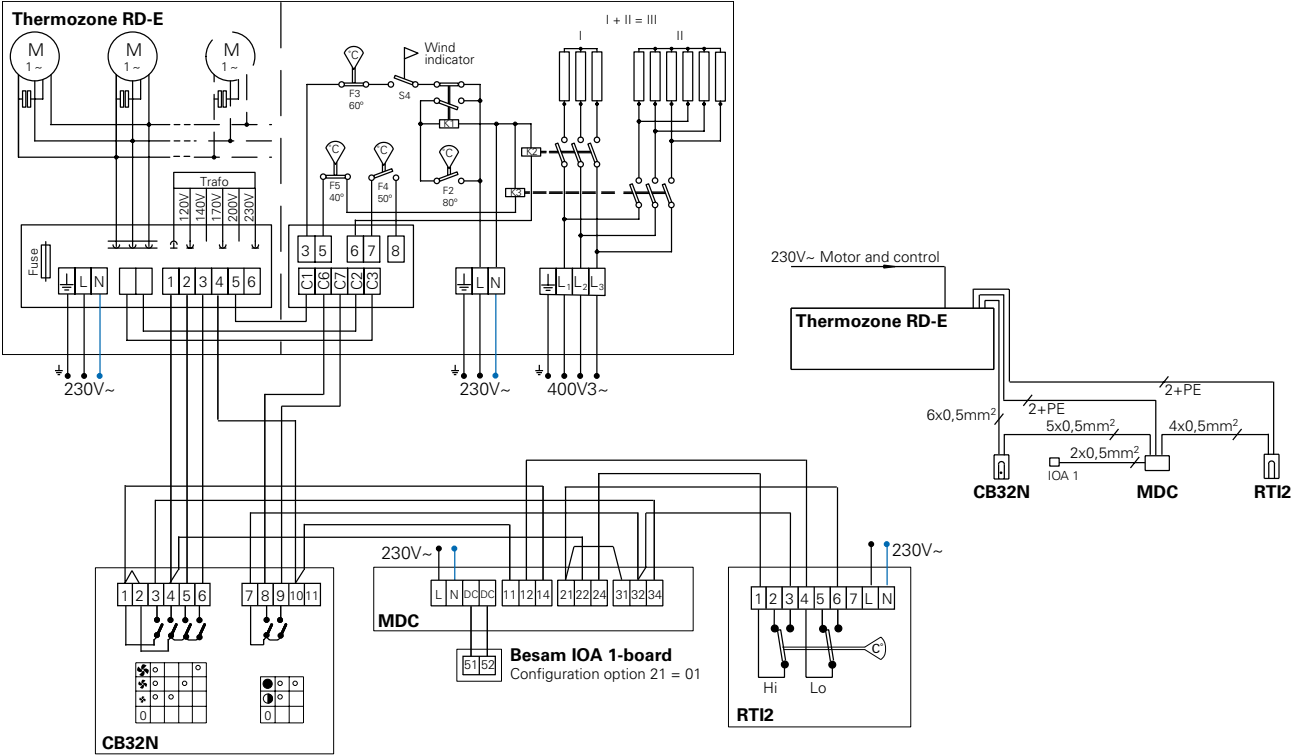 Thermozone RD-E
M
1 ~
M
1 ~
M
1 ~
I + II = III
I
II
°C
F3
60°
S4
Wind
indicator
K1
°C
F5
40°
°C
F4
50°
°C
F2
80°
K2
K3
Trafo
120V
140V
170V
200V
230V
Fuse
L N
1 2 3 4 5 6
3 5 6 7 8
C1 C6 C7 C2 C3
L N
L1 L2 L3
230V~
230V~
400V3~
230V~ Motor and control
Thermozone RD-E
2+PE
2+PE
6x0,5mm²
5x0,5mm²
4x0,5mm²
2x0,5mm²
IOA 1
CB32N
MDC
RTI2
1 2 3 4 5 6
7 8 9 10 11
0
0
CB32N
230V~
L N DC DC
11 12 14
21 22 24
31 32 34
MDC
51 52
Besam IOA 1-board
Configuration option 21 = 01
230V~
1 2 3 4 5 6 7 L N
C°
Hi
Lo
RTI2